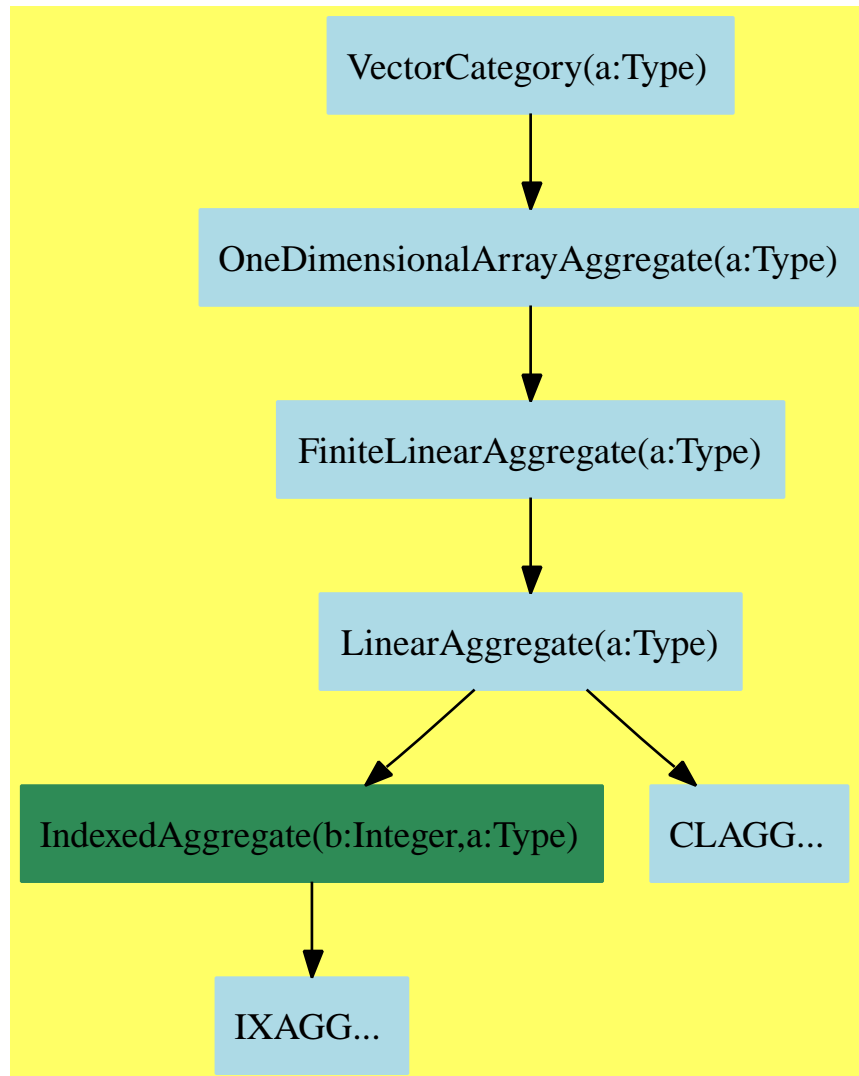 VectorCategory(a:Type)
OneDimensionalArrayAggregate(a:Type)
FiniteLinearAggregate(a:Type)
LinearAggregate(a:Type)
IndexedAggregate(b:Integer,a:Type)
CLAGG...
IXAGG...